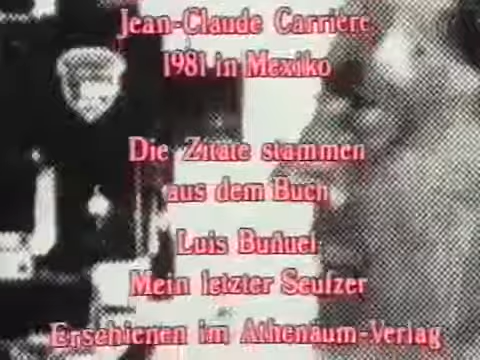 Jean-Claude Carriere
1981 in Mexiko
Die Zitate stammen
aus dem Buch
Luis Buñuel
Mein letzter Seufzer
Erschienen im Athenäum-Verlag